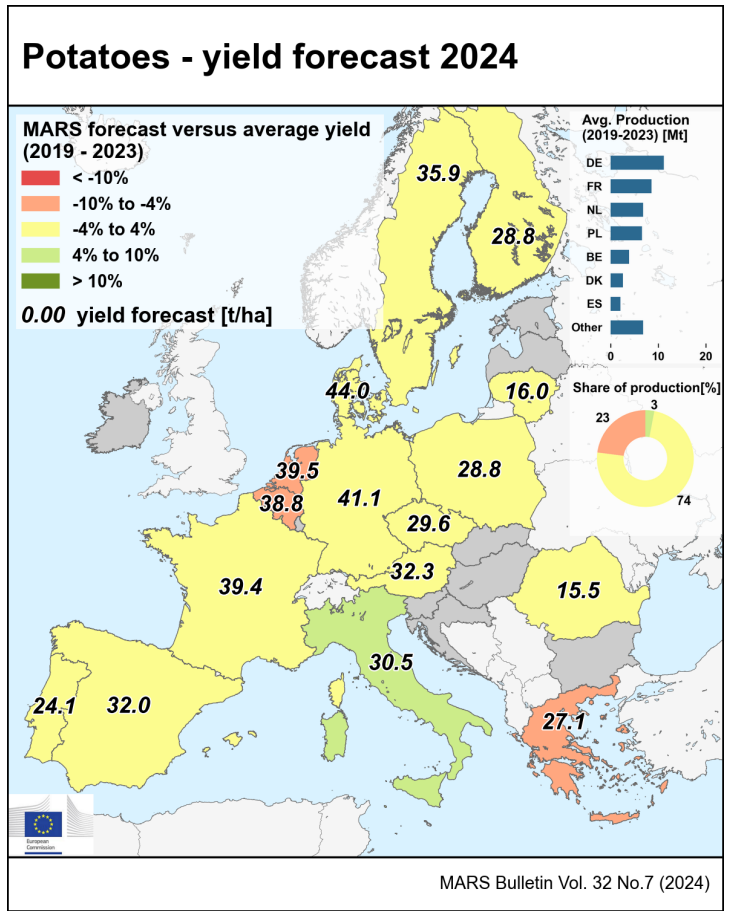 Potatoes - yield forecast 2024
MARS forecast versus average yield
(2019 - 2023)
< -10%
-10% to -4%
-4% to 4%
4% to 10%
> 10%
0.00 yield forecast [t/ha]
Avg. Production
(2019-2023) [Mt]
DE
FR
NL
PL
BE
DK
ES
Other
0 10 20
Share of production[%]
3
23
74
35.9
28.8
44.0
16.0
39.5
38.8
41.1
28.8
29.6
32.3
39.4
15.5
30.5
24.1
32.0
27.1
European
Commission
MARS Bulletin Vol. 32 No.7 (2024)